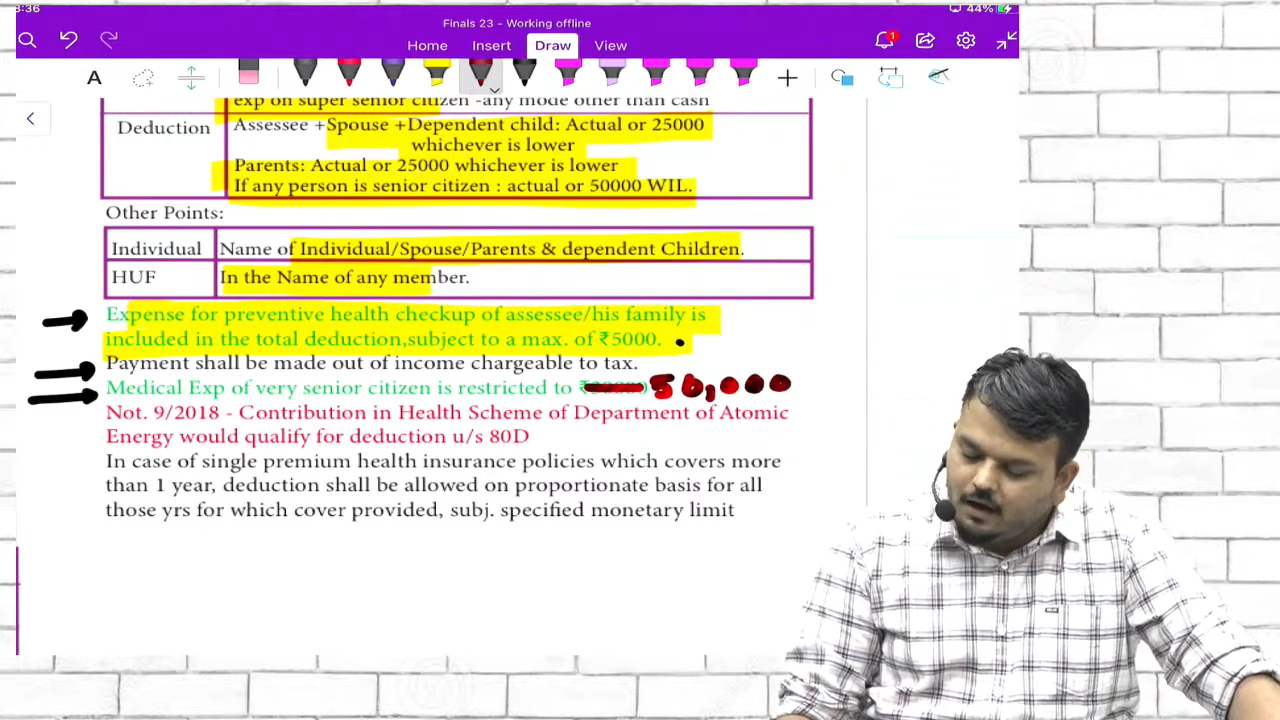 3:36
44%
Finals 23 - Working offline
1
Home Insert Draw View
A
exp on super senior citizen -any mode other than cash
Deduction
Assessee +Spouse +Dependent child: Actual or 25000
whichever is lower
Parents: Actual or 25000 whichever is lower
If any person is senior citizen : actual or 50000 WIL.
Other Points:
Individual Name of Individual/Spouse/Parents & dependent Children.
HUF In the Name of any member.
Expense for preventive health checkup of assessee/his family is
included in the total deduction,subject to a max. of ₹5000.
Payment shall be made out of income chargeable to tax.
Medical Exp of very senior citizen is restricted to 50,000
Not. 9/2018 - Contribution in Health Scheme of Department of Atomic
Energy would qualify for deduction u/s 80D
In case of single premium health insurance policies which covers more
than 1 year, deduction shall be allowed on proportionate basis for all
those yrs for which cover provided, subj. specified monetary limit